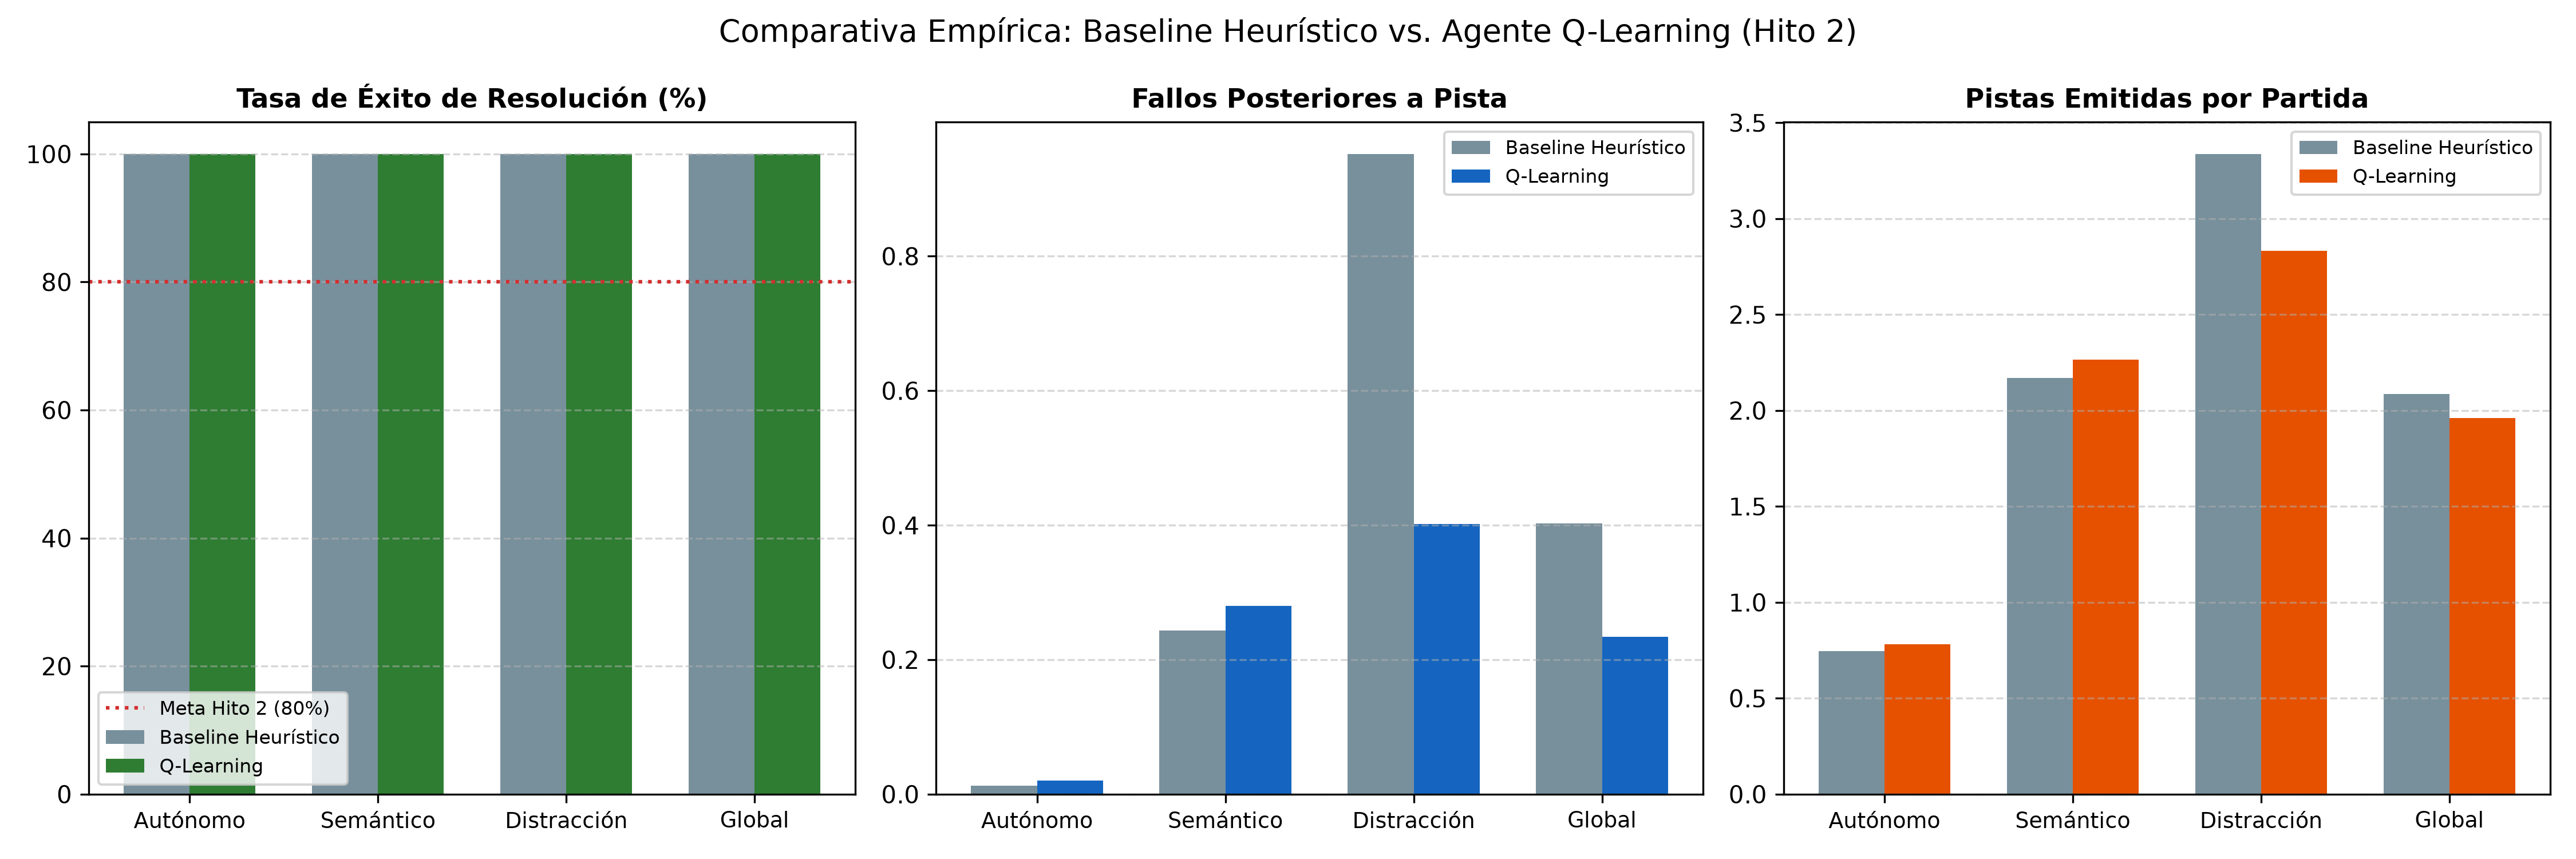 Comparativa Empírica: Baseline Heurístico vs. Agente Q-Learning (Hito 2)
Tasa de Éxito de Resolución (%)
100
80
60
40
20
0
Meta Hito 2 (80%)
Baseline Heurístico
Q-Learning
Autónomo Semántico Distracción Global
Fallos Posteriores a Pista
Baseline Heurístico
Q-Learning
0.8
0.6
0.4
0.2
0.0
Autónomo Semántico Distracción Global
Pistas Emitidas por Partida
Baseline Heurístico
Q-Learning
3.5
3.0
2.5
2.0
1.5
1.0
0.5
0.0
Autónomo Semántico Distracción Global